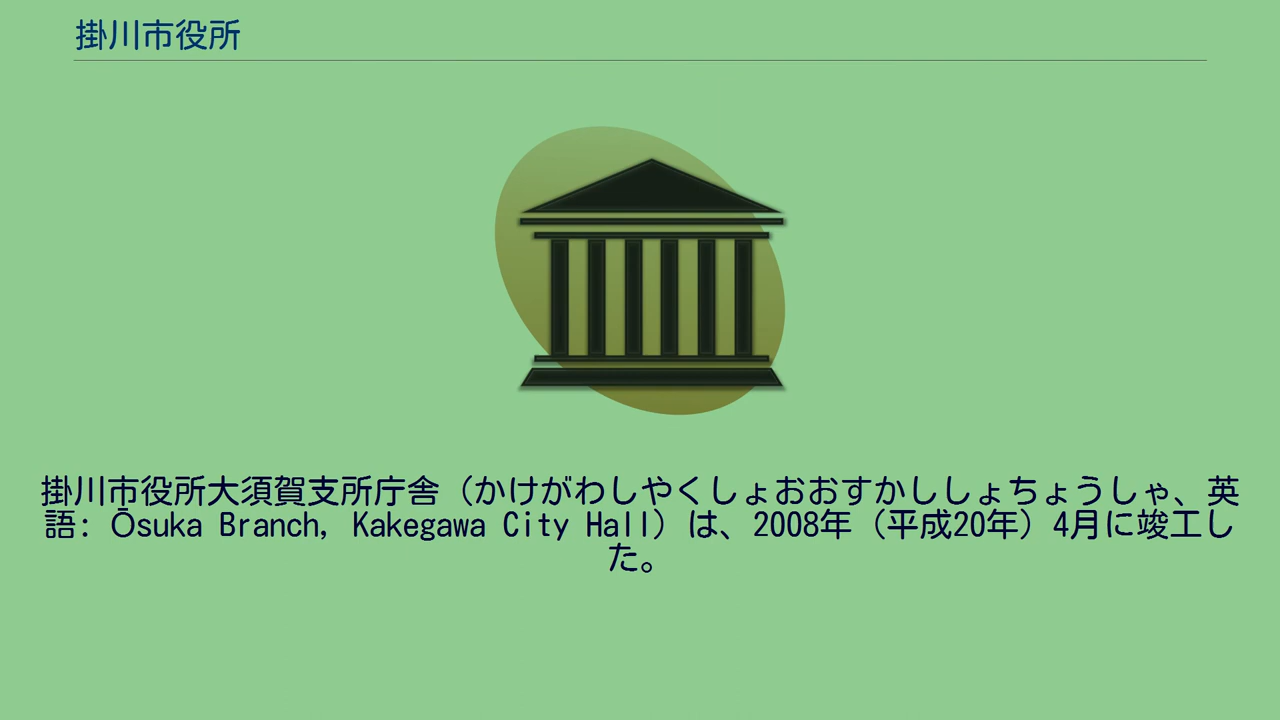 掛川市役所
掛川市役所大須賀支所庁舎（かけがわしやくしょおおすかししょちょうしゃ、英
語: Ōsuka Branch, Kakegawa City Hall）は、2008年（平成20年）4月に竣工し
た。